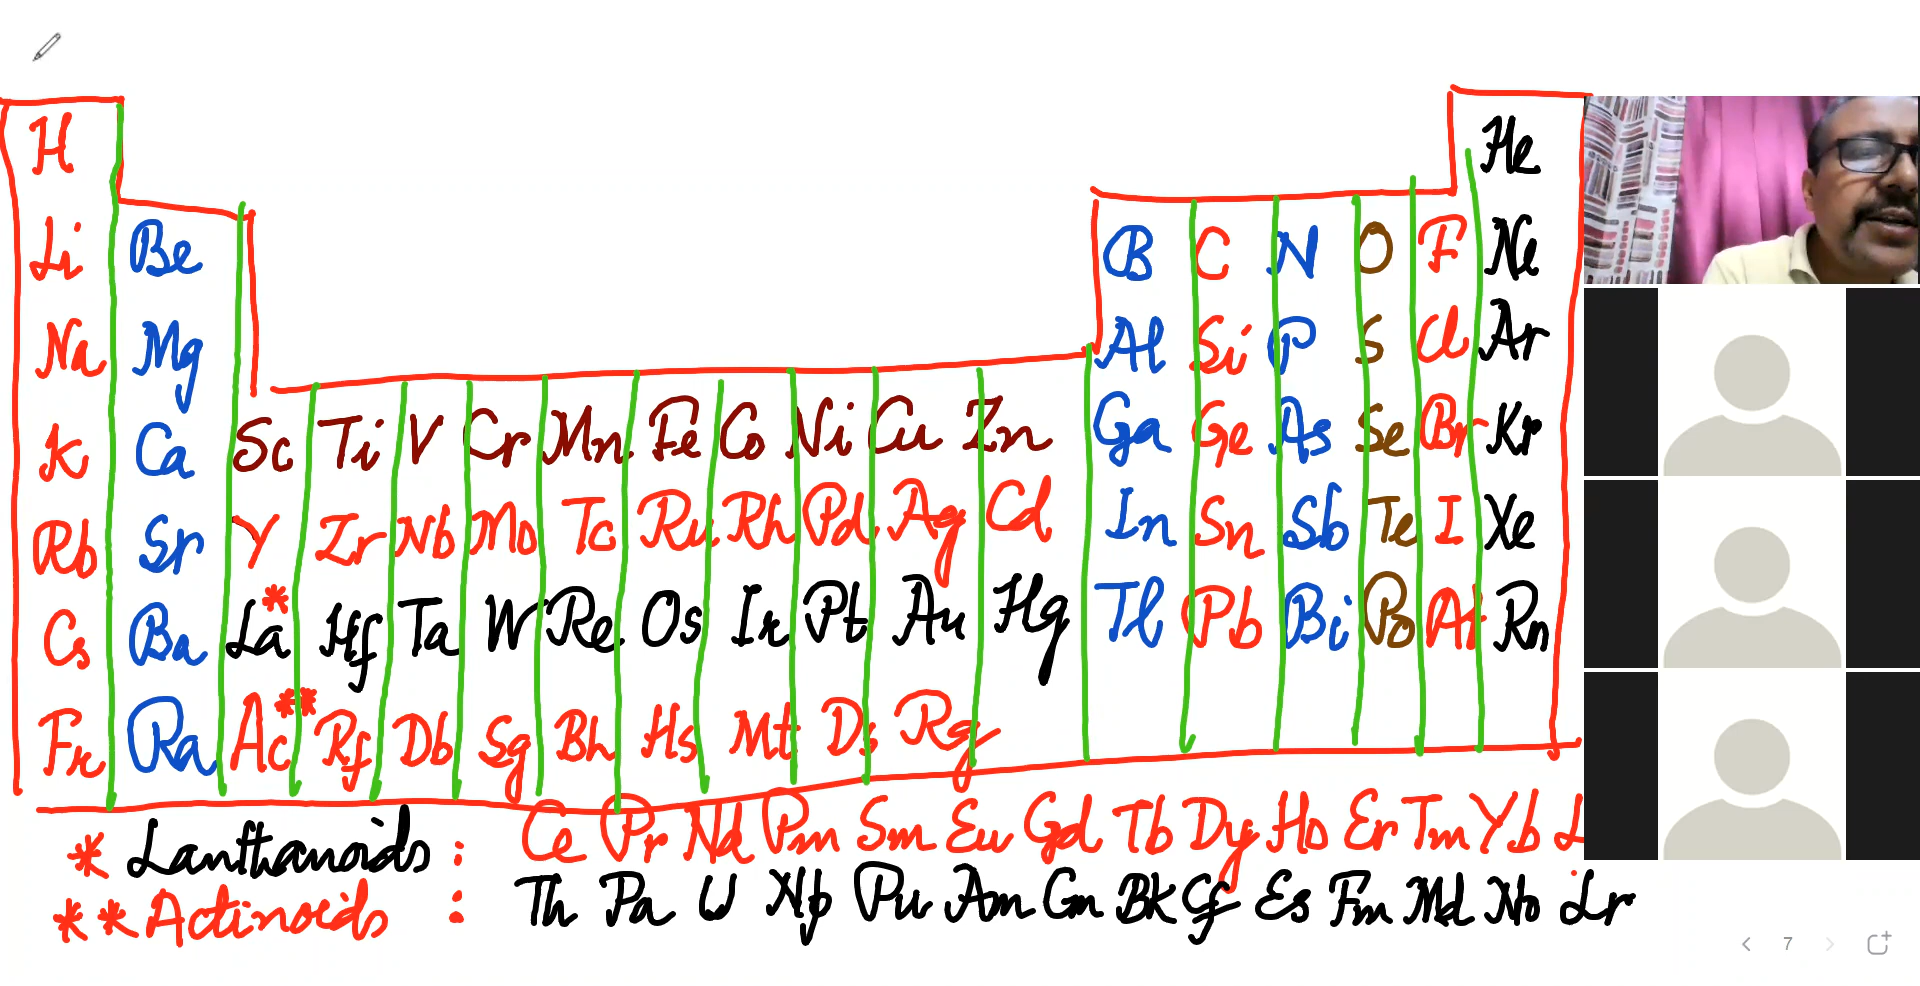 H He
Li Be B C N O F Ne
Na Mg Al Si P S Cl Ar
K Ca Sc Ti V Cr Mn Fe Co Ni Cu Zn Ga Ge As Se Br Kr
Rb Sr Y Zr Nb Mo Tc Ru Rh Pd Ag Cd In Sn Sb Te I Xe
Cs Ba La* Hf Ta W Re Os Ir Pt Au Hg Tl Pb Bi Po At Rn
Fr Ra Ac** Rf Db Sg Bh Hs Mt Ds Rg
* Lanthanoids : Ce Pr Nd Pm Sm Eu Gd Tb Dy Ho Er Tm Yb L
** Actinoids : Th Pa U Np Pu Am Cm Bk Cf Es Fm Md No Lr
7